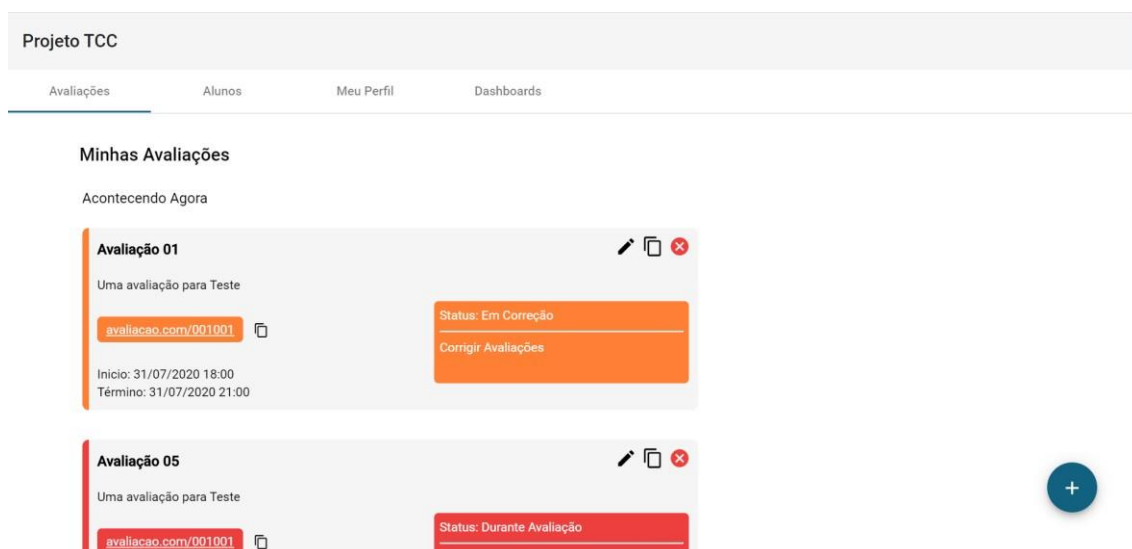 Projeto TCC
Avaliações Alunos Meu Perfil Dashboards
Minhas Avaliações
Acontecendo Agora
Avaliação 01
Uma avaliação para Teste
avaliacao.com/001001
Status: Em Correção
Corrigir Avaliações
Inicio: 31/07/2020 18:00
Término: 31/07/2020 21:00
Avaliação 05
Uma avaliação para Teste
avaliacao.com/001001
Status: Durante Avaliação